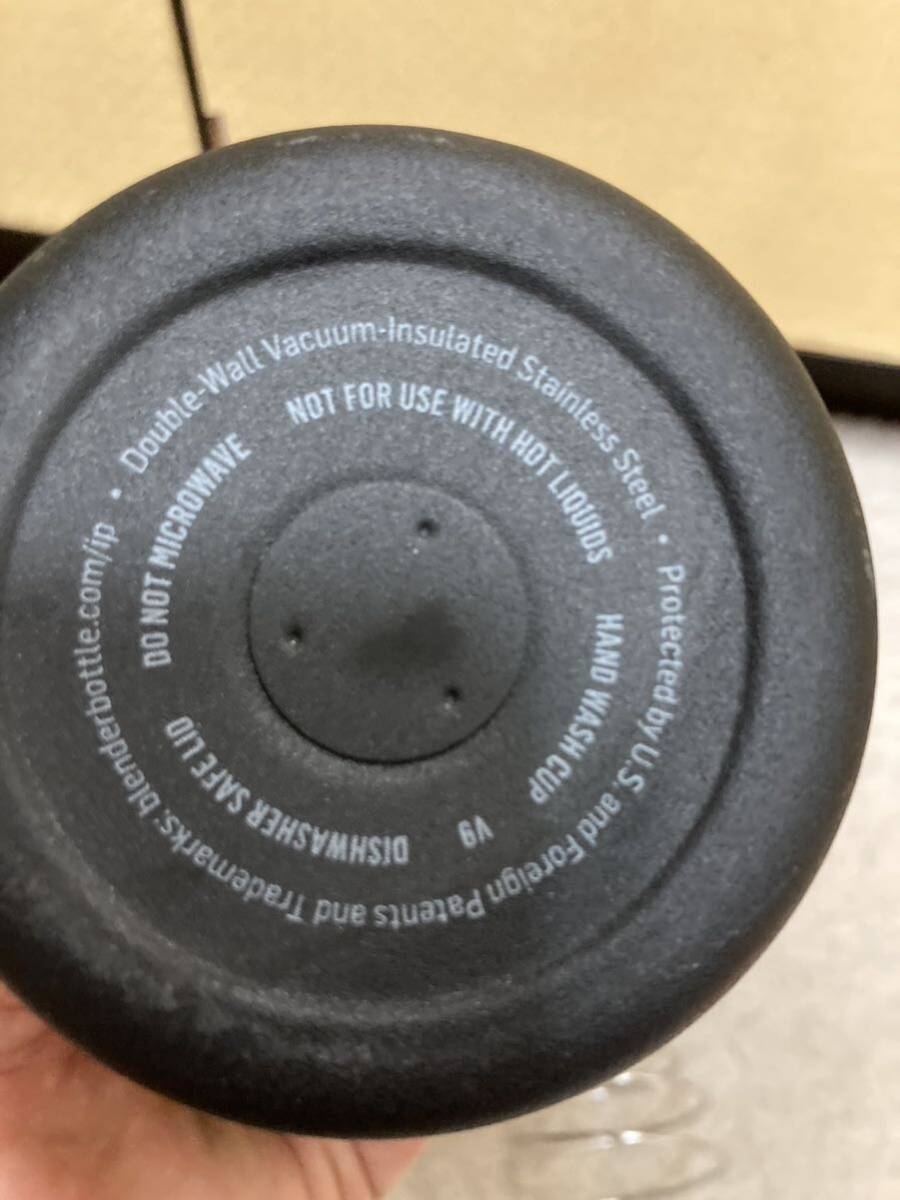 Double-Wall Vacuum-Insulated Stainless Steel • Protected by U.S. and Foreign Patents and Trademarks: blenderbottle.com/ip •
NOT FOR USE WITH HOT LIQUIDS
HAND WASH CUP
V9
DISHWASHER SAFE LID
DO NOT MICROWAVE